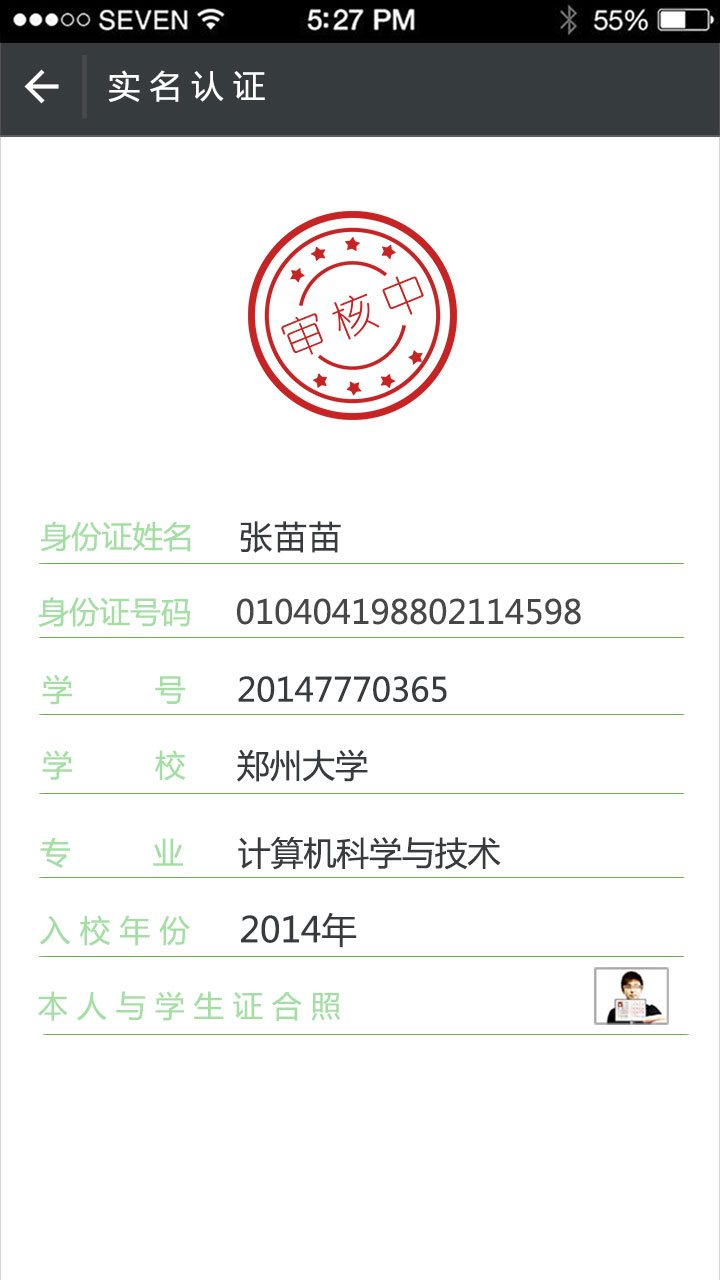 SEVEN 5:27 PM 55%
实名认证
审核中
身份证姓名 张苗苗
身份证号码 010404198802114598
学号 20147770365
学校 郑州大学
专业 计算机科学与技术
入校年份 2014年
本人与学生证合照